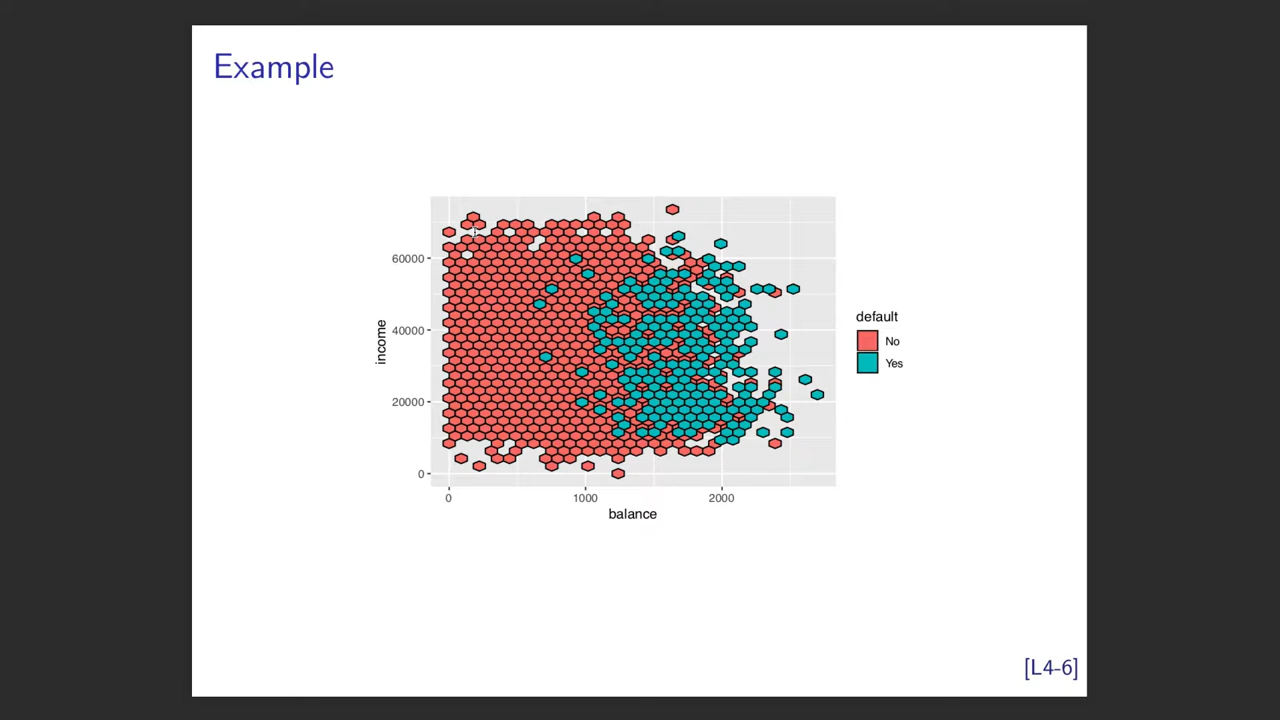 Example
60000
40000
20000
0
income
0
1000
2000
balance
default
No
Yes
[L4-6]